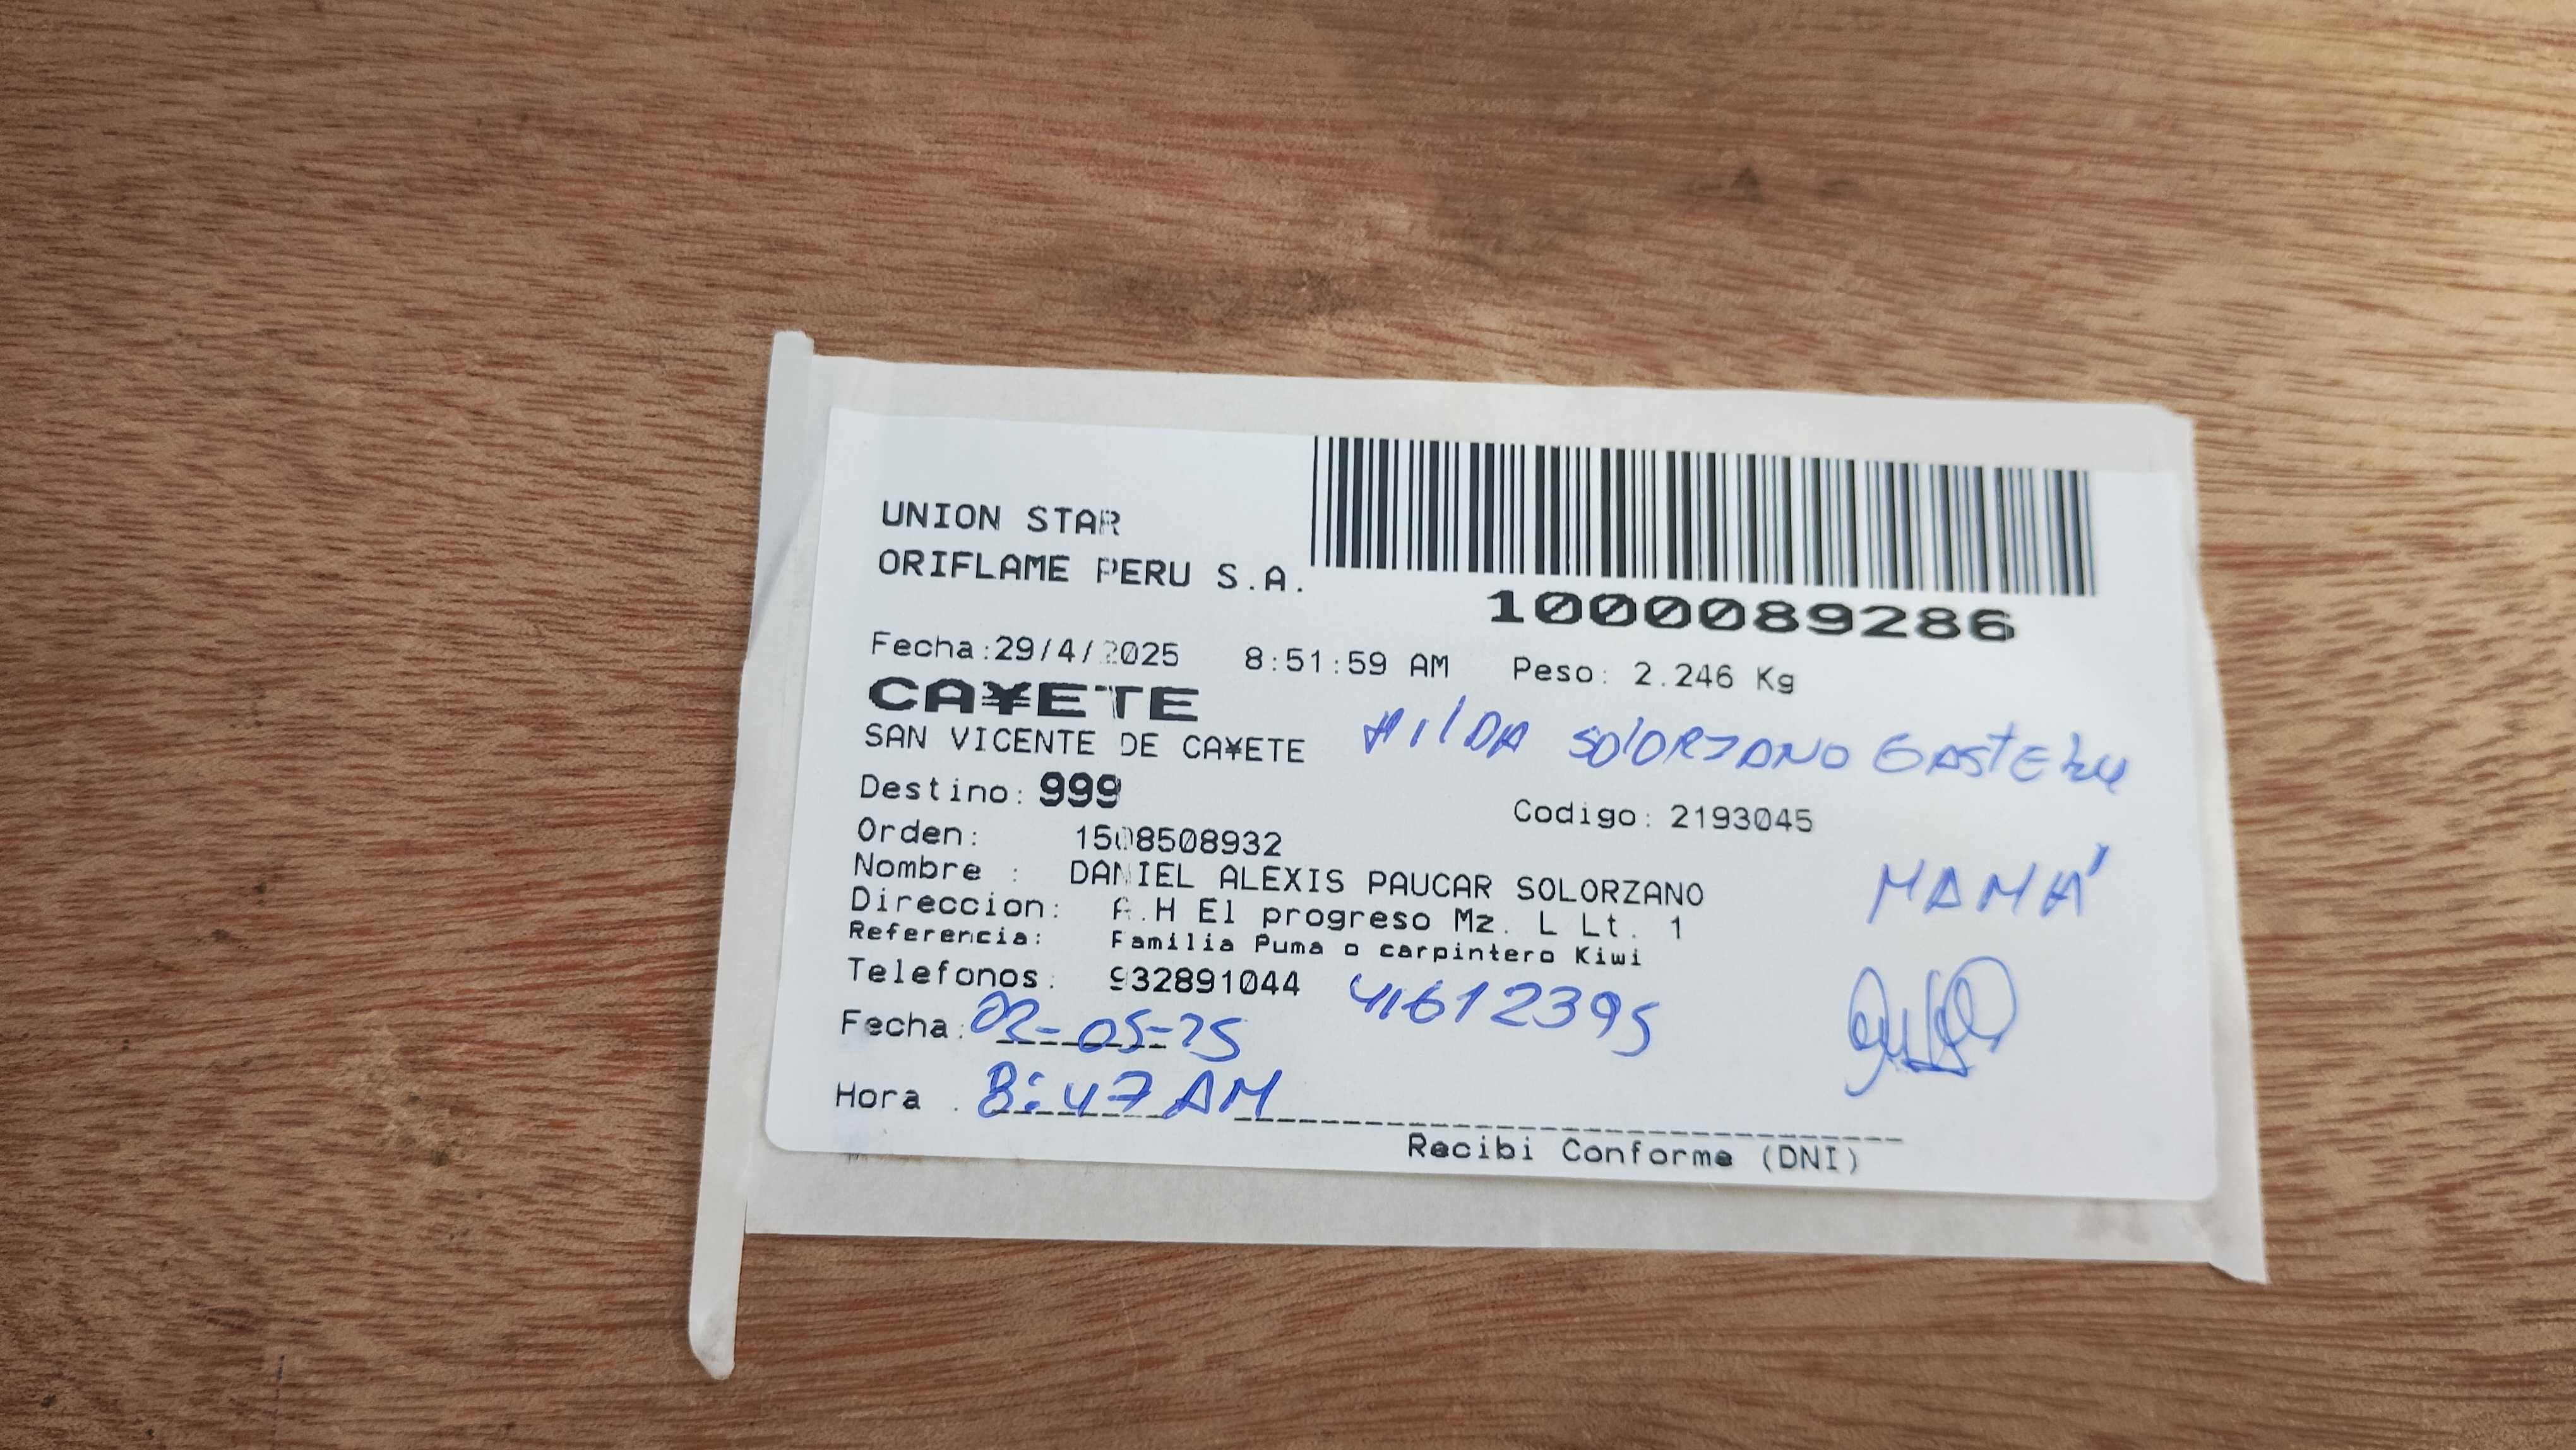 UNION STAR
ORIFLAME PERU S.A.
1000089286
Fecha:29/4/2025 8:51:59 AM Peso: 2.246 Kg
CA¥ETE
SAN VICENTE DE CA¥ETE HILDA SOLORZANO
Destino: 999 Codigo: 2193045
Orden: 1508508932
Nombre : DANIEL ALEXIS PAUCAR SOLORZANO MAMÁ
Direccion: A.H El progreso Mz. L Lt. 1
Referencia: Familia Puma o carpintero Kiwi
Telefonos: 932891044 41612395
Fecha: 02-05-25
Hora : 8:47 AM
Recibi Conforme (DNI)